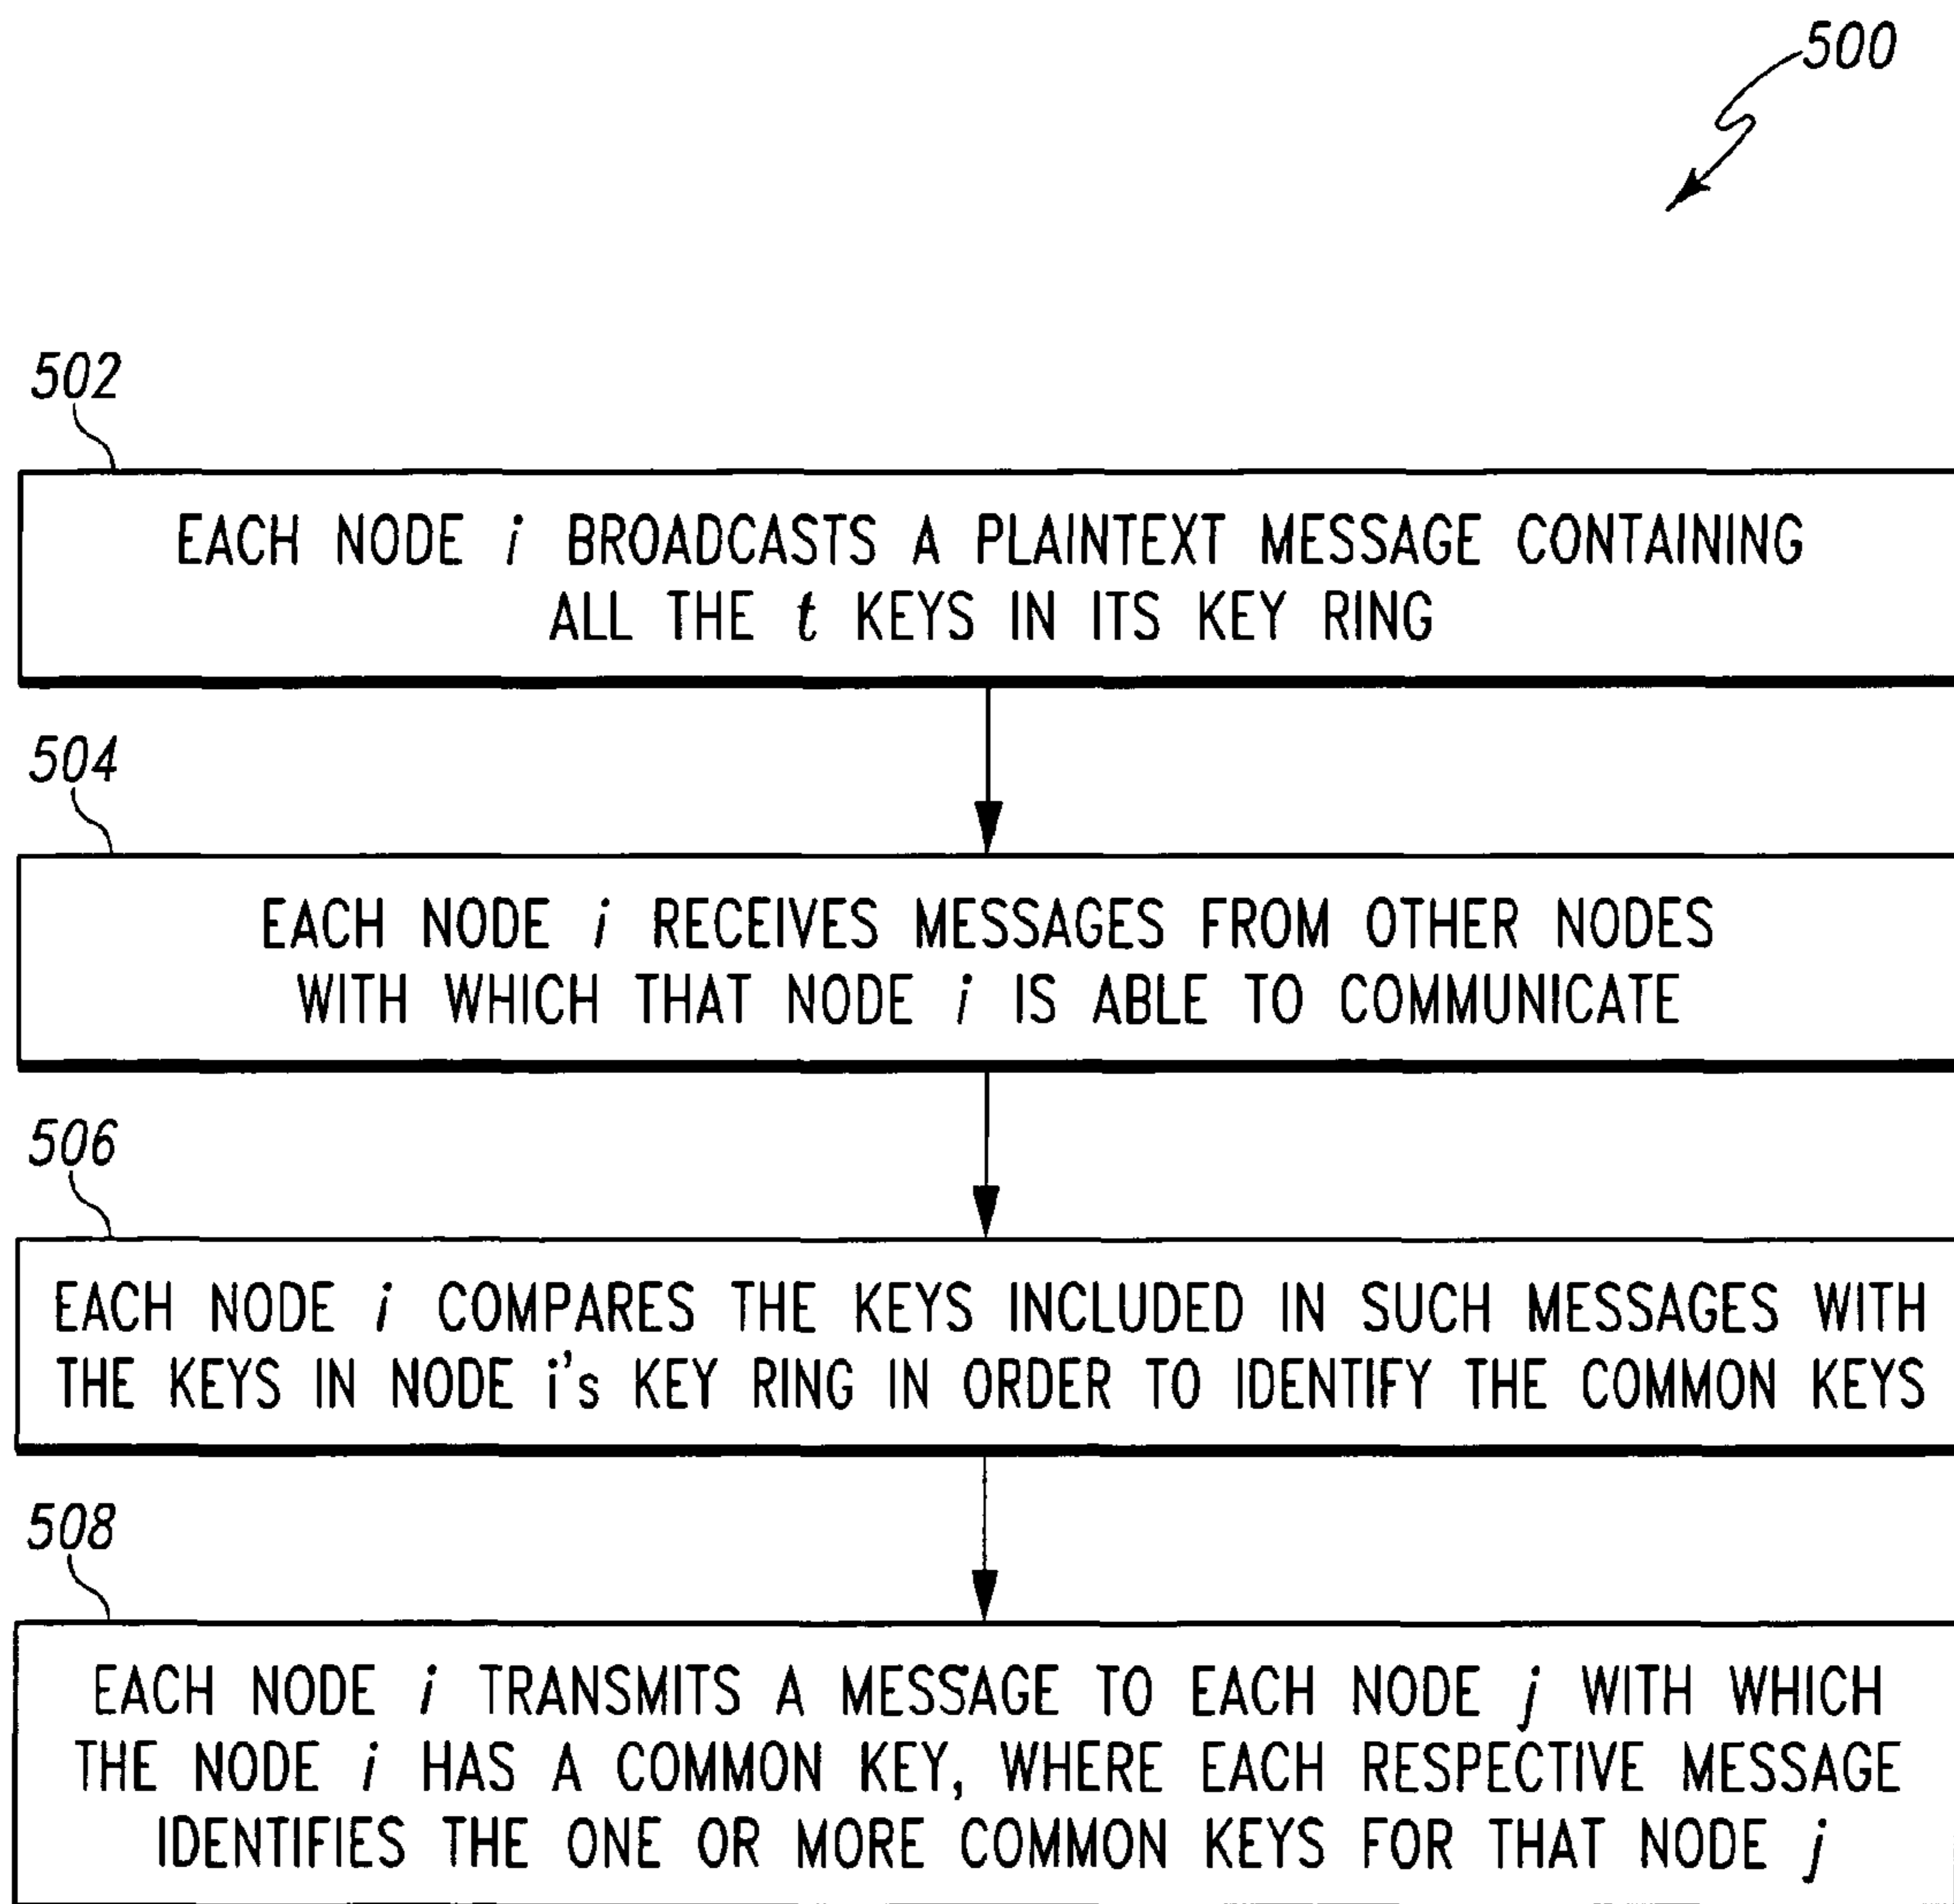 500
502
EACH NODE i BROADCASTS A PLAINTEXT MESSAGE CONTAINING
ALL THE t KEYS IN ITS KEY RING
504
EACH NODE i RECEIVES MESSAGES FROM OTHER NODES
WITH WHICH THAT NODE i IS ABLE TO COMMUNICATE
506
EACH NODE i COMPARES THE KEYS INCLUDED IN SUCH MESSAGES WITH
THE KEYS IN NODE i's KEY RING IN ORDER TO IDENTIFY THE COMMON KEYS
508
EACH NODE i TRANSMITS A MESSAGE TO EACH NODE j WITH WHICH
THE NODE i HAS A COMMON KEY, WHERE EACH RESPECTIVE MESSAGE
IDENTIFIES THE ONE OR MORE COMMON KEYS FOR THAT NODE j